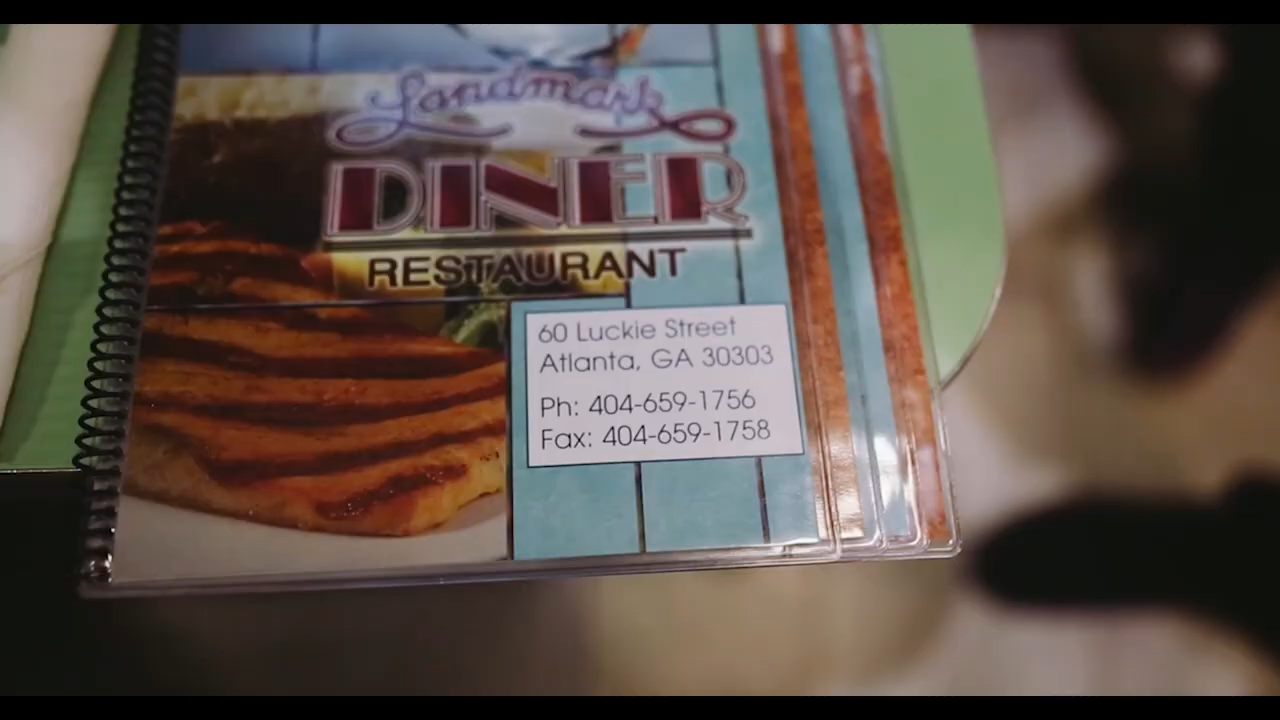 Landmark
DINER
RESTAURANT
60 Luckie Street
Atlanta, GA 30303
Ph: 404-659-1756
Fax: 404-659-1758